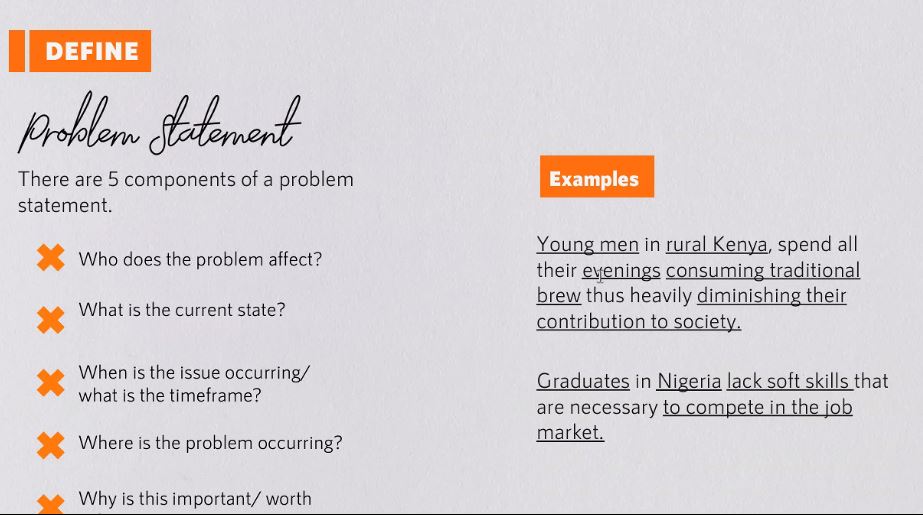 DEFINE
Problem Statement
There are 5 components of a problem
statement.
Who does the problem affect?
What is the current state?
When is the issue occurring/
what is the timeframe?
Where is the problem occurring?
Why is this important/ worth
Examples
Young men in rural Kenya, spend all
their evenings consuming traditional
brew thus heavily diminishing their
contribution to society.
Graduates in Nigeria lack soft skills that
are necessary to compete in the job
market.